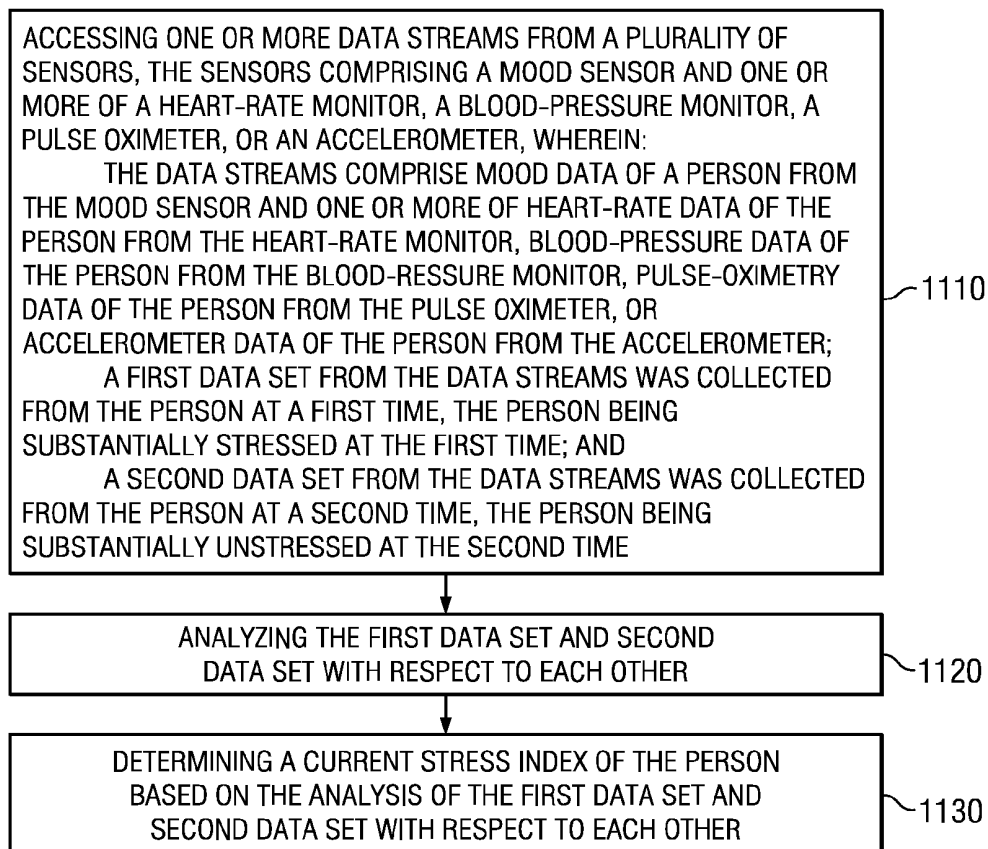 ACCESSING ONE OR MORE DATA STREAMS FROM A PLURALITY OF
SENSORS, THE SENSORS COMPRISING A MOOD SENSOR AND ONE OR
MORE OF A HEART-RATE MONITOR, A BLOOD-PRESSURE MONITOR, A
PULSE OXIMETER, OR AN ACCELEROMETER, WHEREIN:
THE DATA STREAMS COMPRISE MOOD DATA OF A PERSON FROM
THE MOOD SENSOR AND ONE OR MORE OF HEART-RATE DATA OF THE
PERSON FROM THE HEART-RATE MONITOR, BLOOD-PRESSURE DATA OF
THE PERSON FROM THE BLOOD-RESSURE MONITOR, PULSE-OXIMETRY
DATA OF THE PERSON FROM THE PULSE OXIMETER, OR
ACCELEROMETER DATA OF THE PERSON FROM THE ACCELEROMETER;
A FIRST DATA SET FROM THE DATA STREAMS WAS COLLECTED
FROM THE PERSON AT A FIRST TIME, THE PERSON BEING
SUBSTANTIALLY STRESSED AT THE FIRST TIME; AND
A SECOND DATA SET FROM THE DATA STREAMS WAS COLLECTED
FROM THE PERSON AT A SECOND TIME, THE PERSON BEING
SUBSTANTIALLY UNSTRESSED AT THE SECOND TIME
1110
ANALYZING THE FIRST DATA SET AND SECOND
DATA SET WITH RESPECT TO EACH OTHER
1120
DETERMINING A CURRENT STRESS INDEX OF THE PERSON
BASED ON THE ANALYSIS OF THE FIRST DATA SET AND
SECOND DATA SET WITH RESPECT TO EACH OTHER
1130